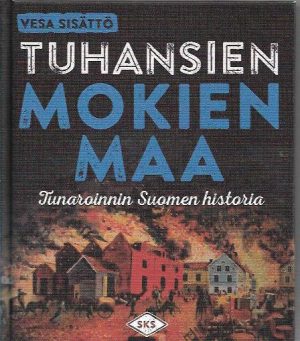 VESA SISÄTTÖ
TUHANSIEN
MOKIEN
MAA
Tunaroinnin Suomen historia
SKS